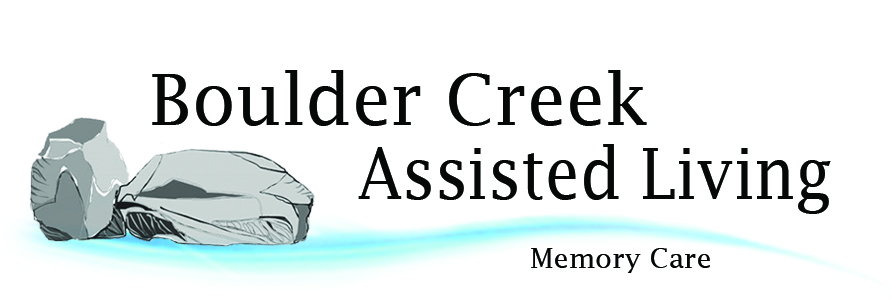 Boulder Creek
Assisted Living
Memory Care